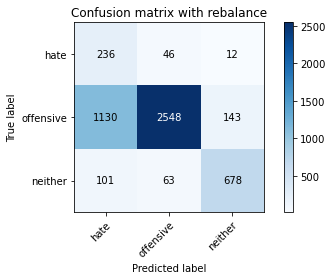 Confusion matrix with rebalance
hate 236 46 12
offensive 1130 2548 143
neither 101 63 678
hate offensive neither
True label
Predicted label
2500
2000
1500
1000
500